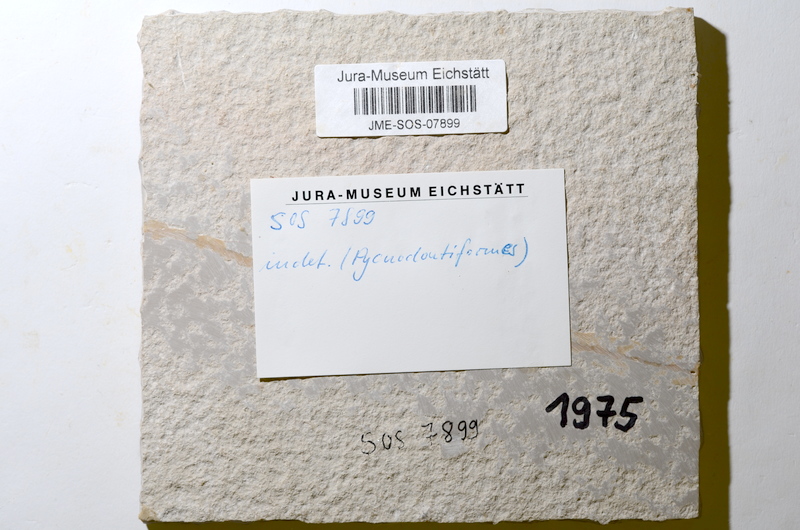 Jura-Museum Eichstätt
JME-SOS-07899
JURA-MUSEUM EICHSTÄTT
SOS 7899
indet. (Pycnodontiformes)
1975
SOS 7899